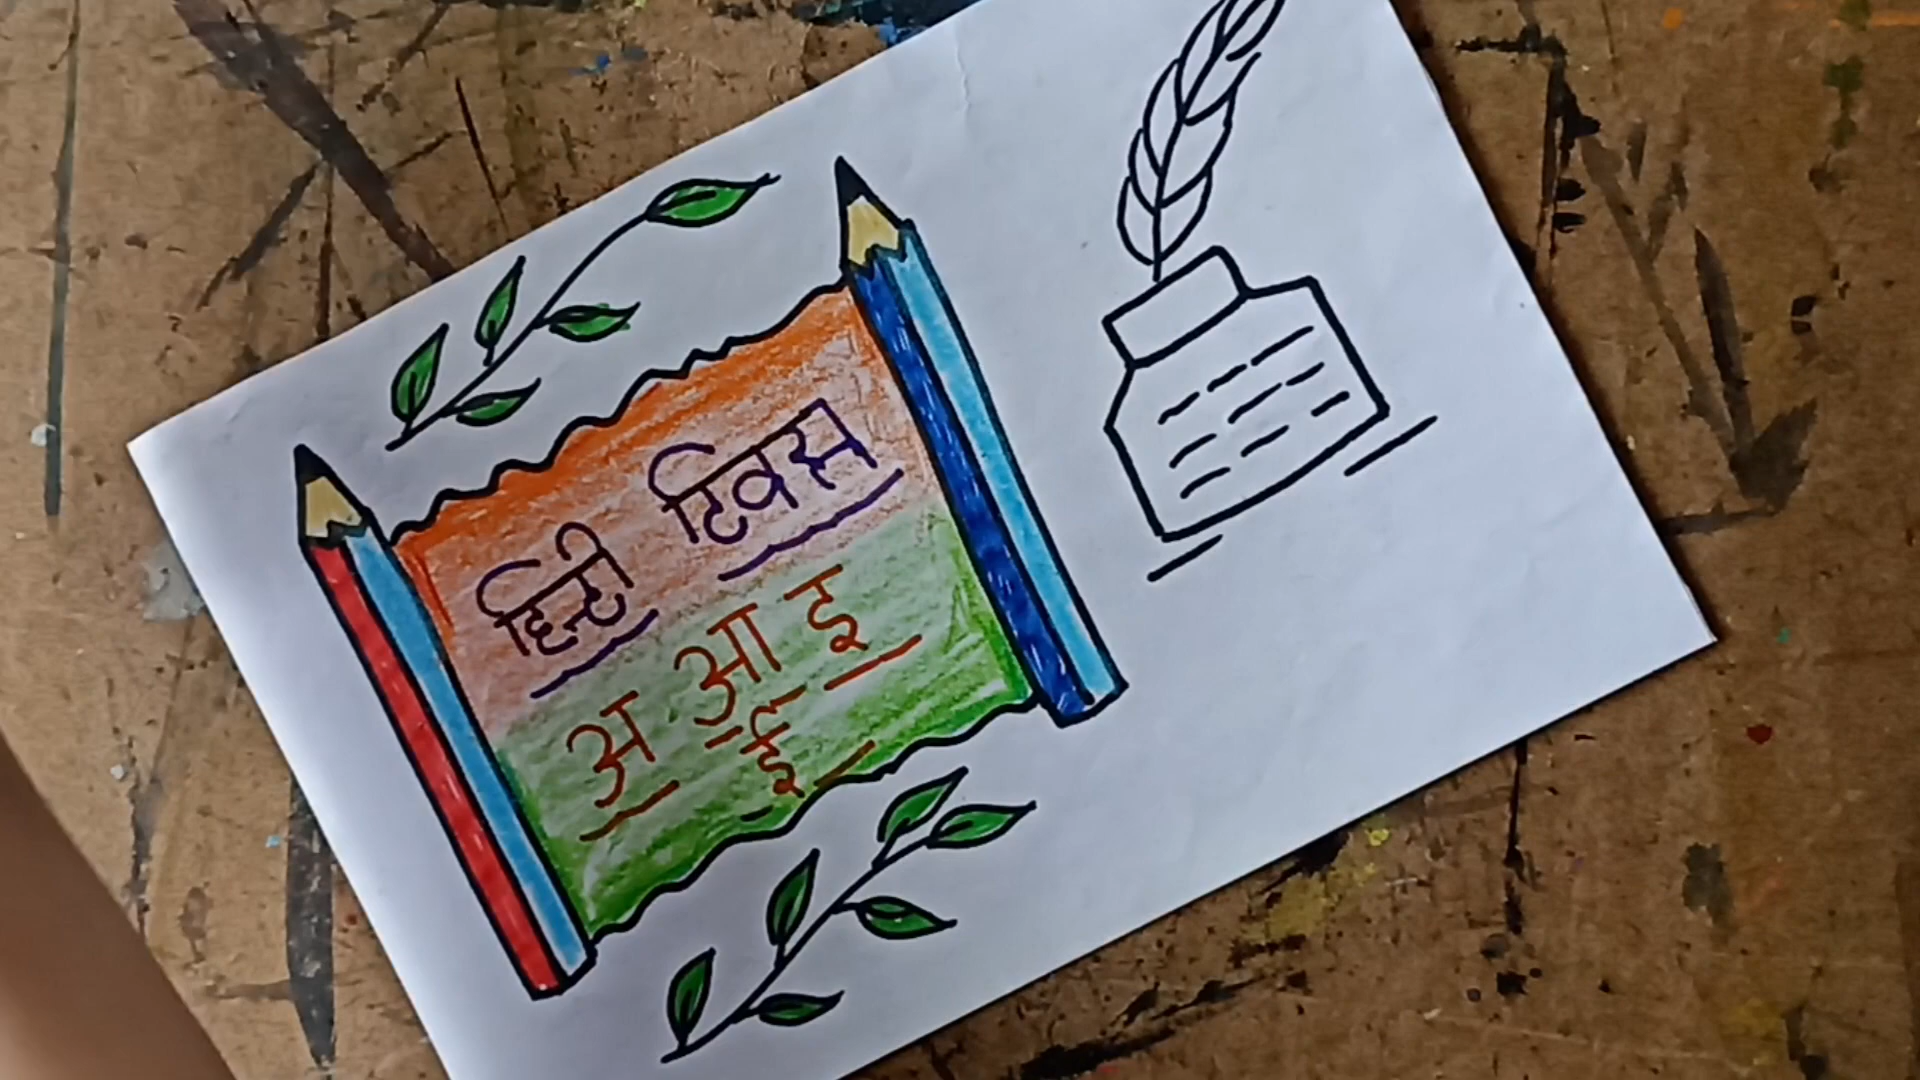 हिन्दी दिवस
अ आ इ
ई